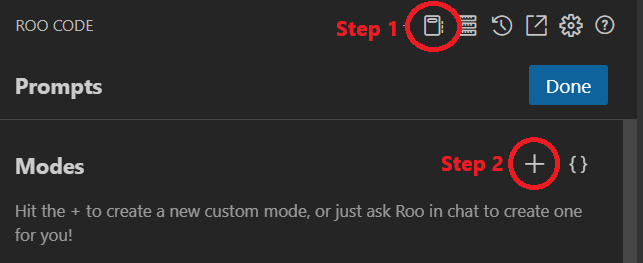 ROO CODE
Step 1
Prompts
Done
Modes
Step 2
Hit the + to create a new custom mode, or just ask Roo in chat to create one
for you!